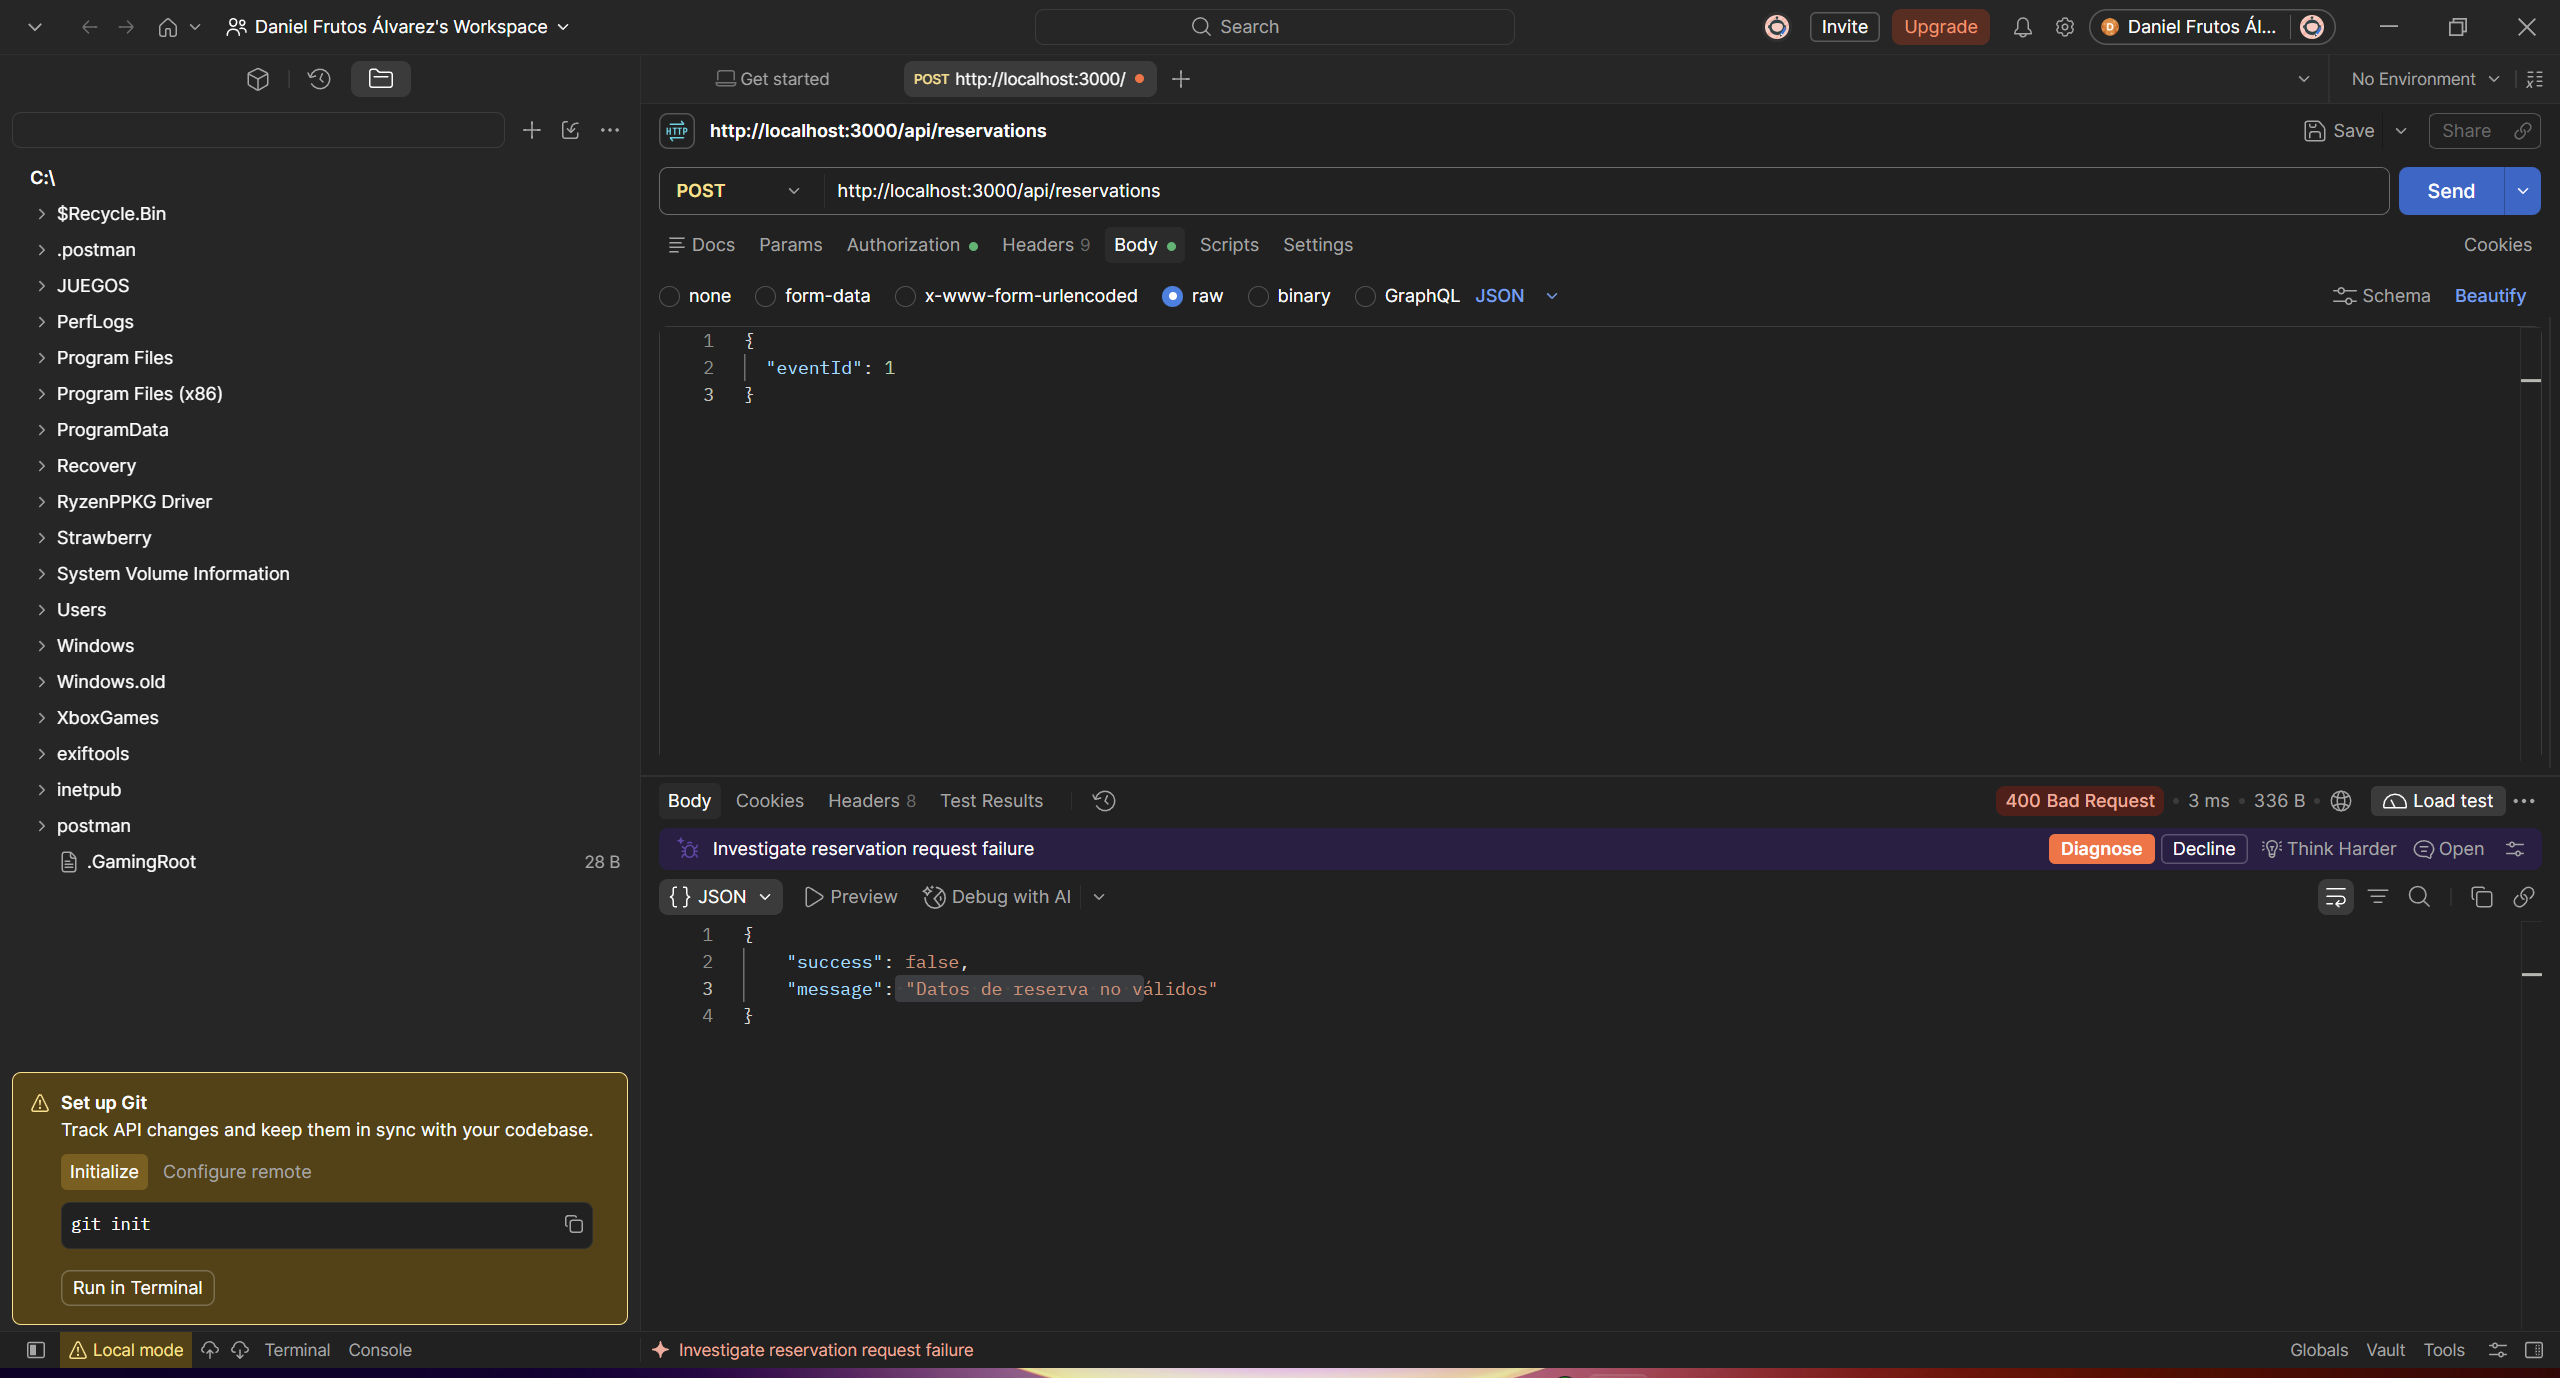 Daniel Frutos Álvarez's Workspace
Search
Invite
Upgrade
D
Daniel Frutos Ál...
Get started
POST http://localhost:3000/
No Environment
HTTP
http://localhost:3000/api/reservations
Save
Share
POST
http://localhost:3000/api/reservations
Send
Docs
Params
Authorization
Headers 9
Body
Scripts
Settings
Cookies
none
form-data
x-www-form-urlencoded
raw
binary
GraphQL
JSON
Schema
Beautify
1 {
2 "eventId": 1
3 }
C:\
$Recycle.Bin
.postman
JUEGOS
PerfLogs
Program Files
Program Files (x86)
ProgramData
Recovery
RyzenPPKG Driver
Strawberry
System Volume Information
Users
Windows
Windows.old
XboxGames
exiftools
inetpub
postman
.GamingRoot 28 B
Body
Cookies
Headers 8
Test Results
400 Bad Request
3 ms
336 B
Load test
Investigate reservation request failure
Diagnose
Decline
Think Harder
Open
{} JSON
Preview
Debug with AI
1 {
2 "success": false,
3 "message": "Datos de reserva no válidos"
4 }
Set up Git
Track API changes and keep them in sync with your codebase.
Initialize
Configure remote
git init
Run in Terminal
Local mode
Terminal
Console
Investigate reservation request failure
Globals
Vault
Tools